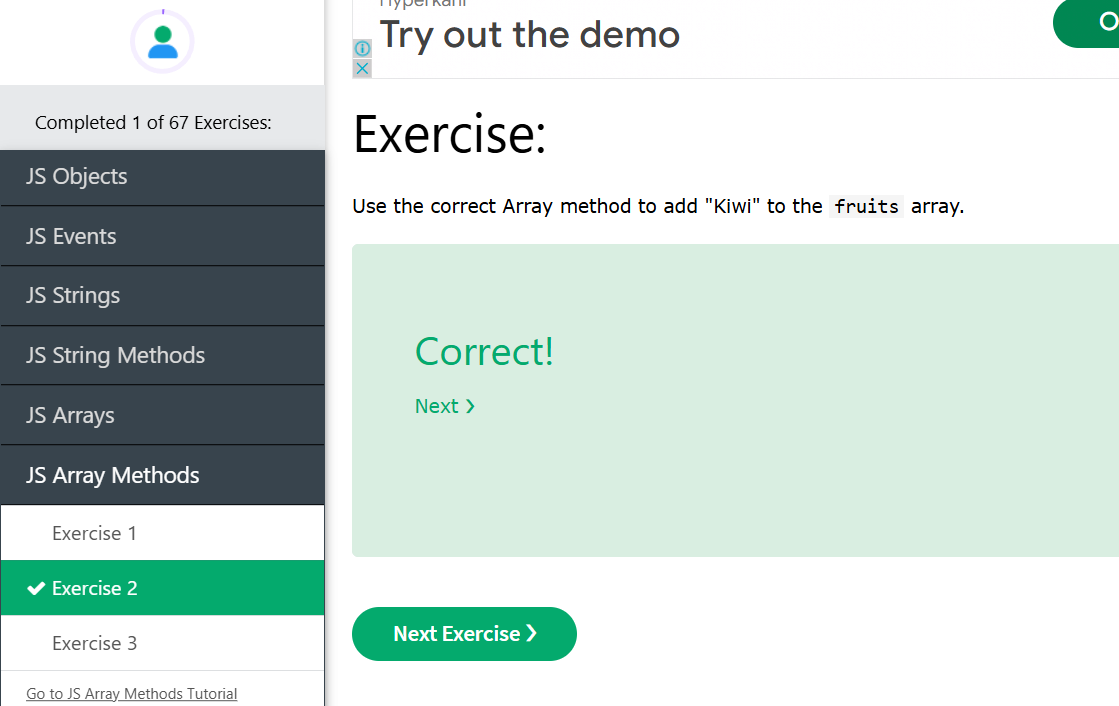 Completed 1 of 67 Exercises:
JS Objects
JS Events
JS Strings
JS String Methods
JS Arrays
JS Array Methods
Exercise 1
Exercise 2
Exercise 3
Go to JS Array Methods Tutorial
Try out the demo
Exercise:
Use the correct Array method to add "Kiwi" to the fruits array.
Correct!
Next ❯
Next Exercise ❯